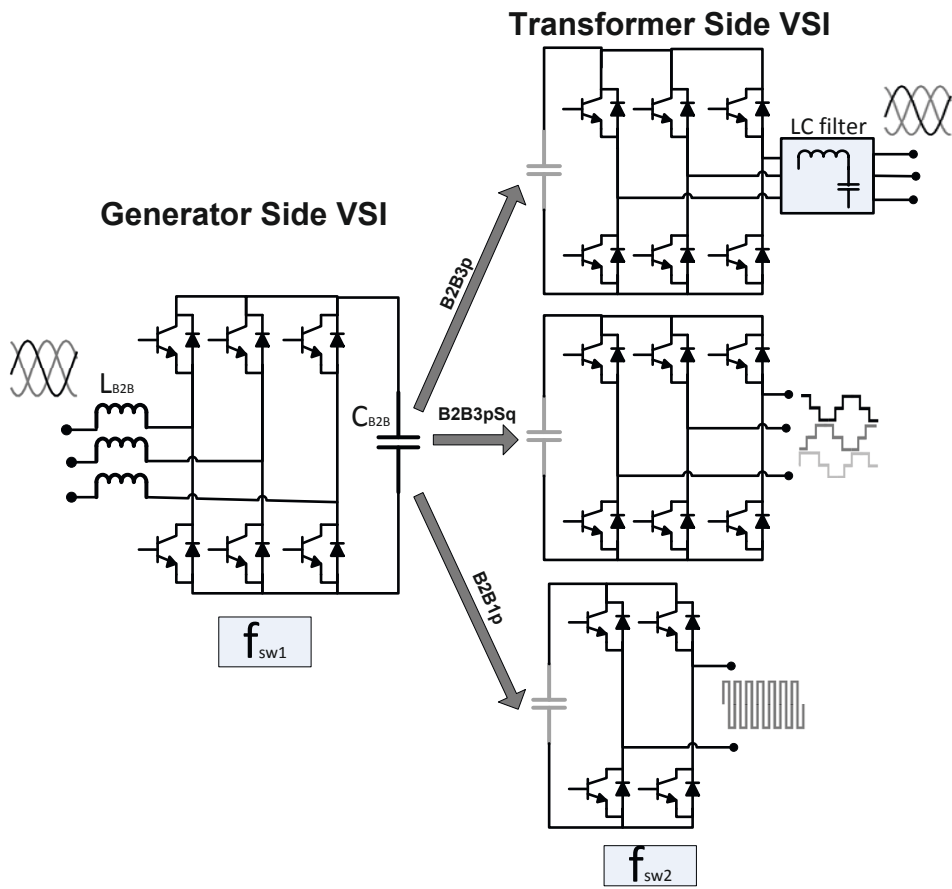 Transformer Side VSI
LC filter
Generator Side VSI
B2B3p
LB2B
CB2B
B2B3pSq
B2B1p
fsw1
fsw2